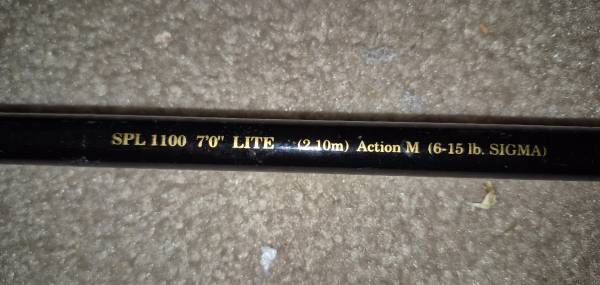 SPL 1100 7'0" LITE (2.10m) Action M (6-15 lb. SIGMA)